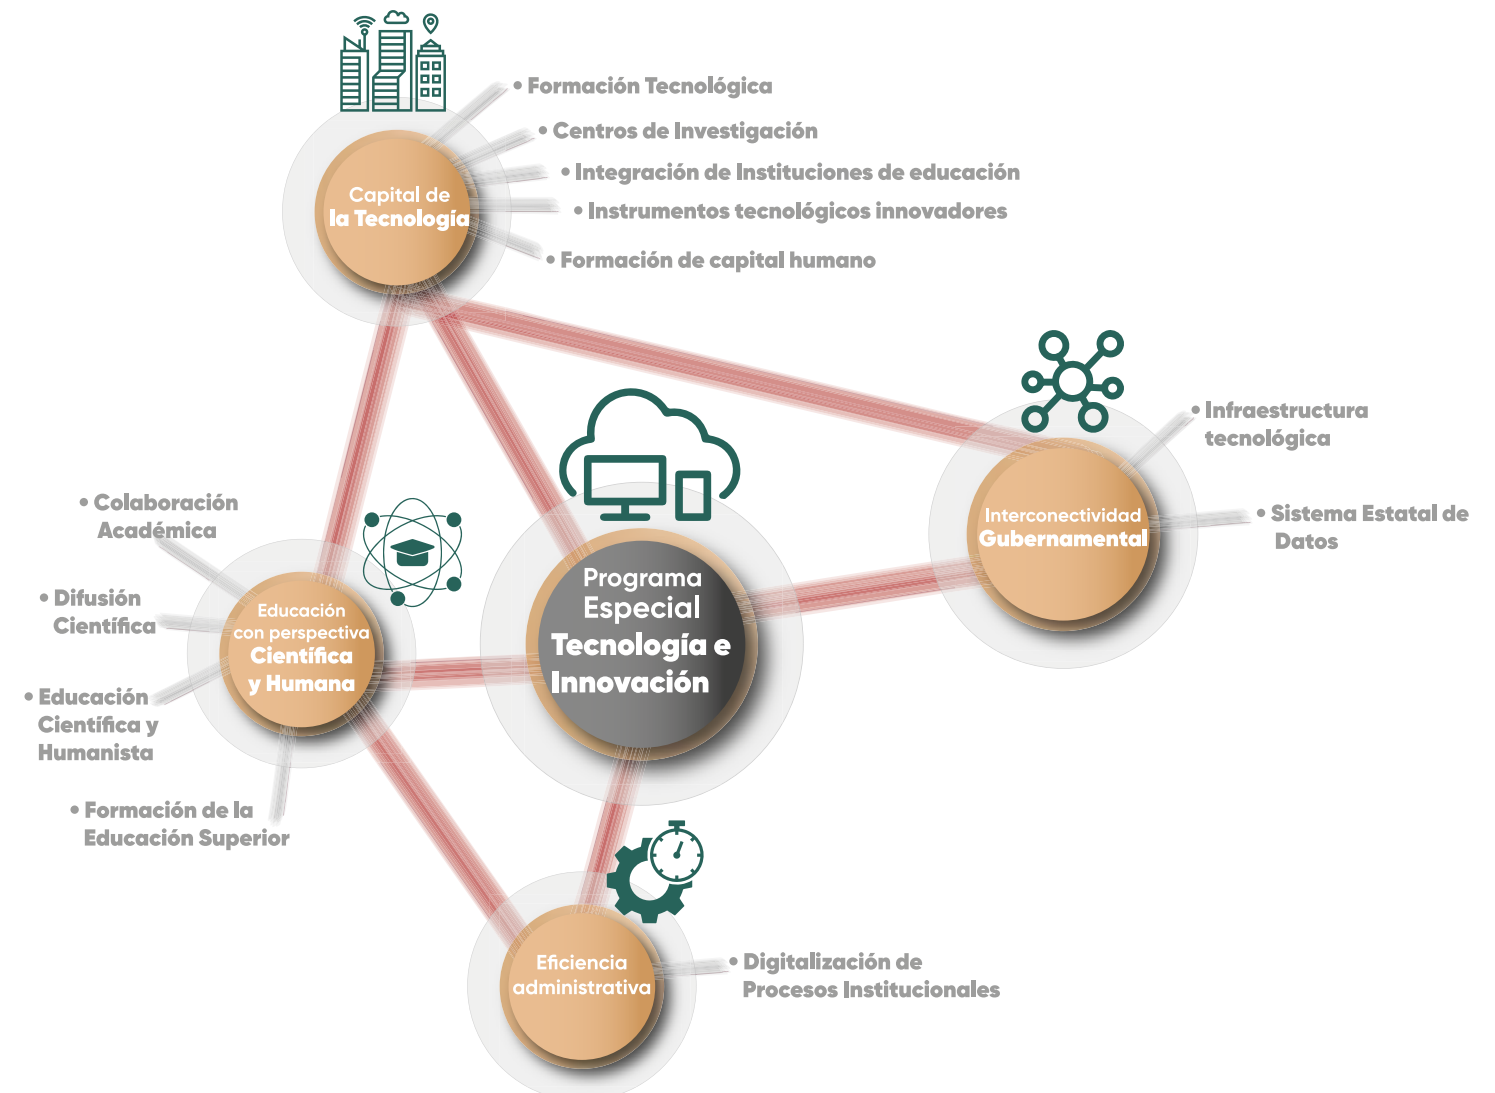 • Formación Tecnológica
• Centros de Investigación
• Integración de Instituciones de educación
• Instrumentos tecnológicos innovadores
• Formación de capital humano
Capital de
la Tecnología
• Infraestructura
tecnológica
• Sistema Estatal de
Datos
Interconectividad
Gubernamental
Programa
Especial
Tecnología e
Innovación
• Colaboración
Académica
• Difusión
Científica
• Educación
Científica y
Humanista
• Formación de la
Educación Superior
Educación
con perspectiva
Científica
y Humana
Eficiencia
administrativa
• Digitalización de
Procesos Institucionales